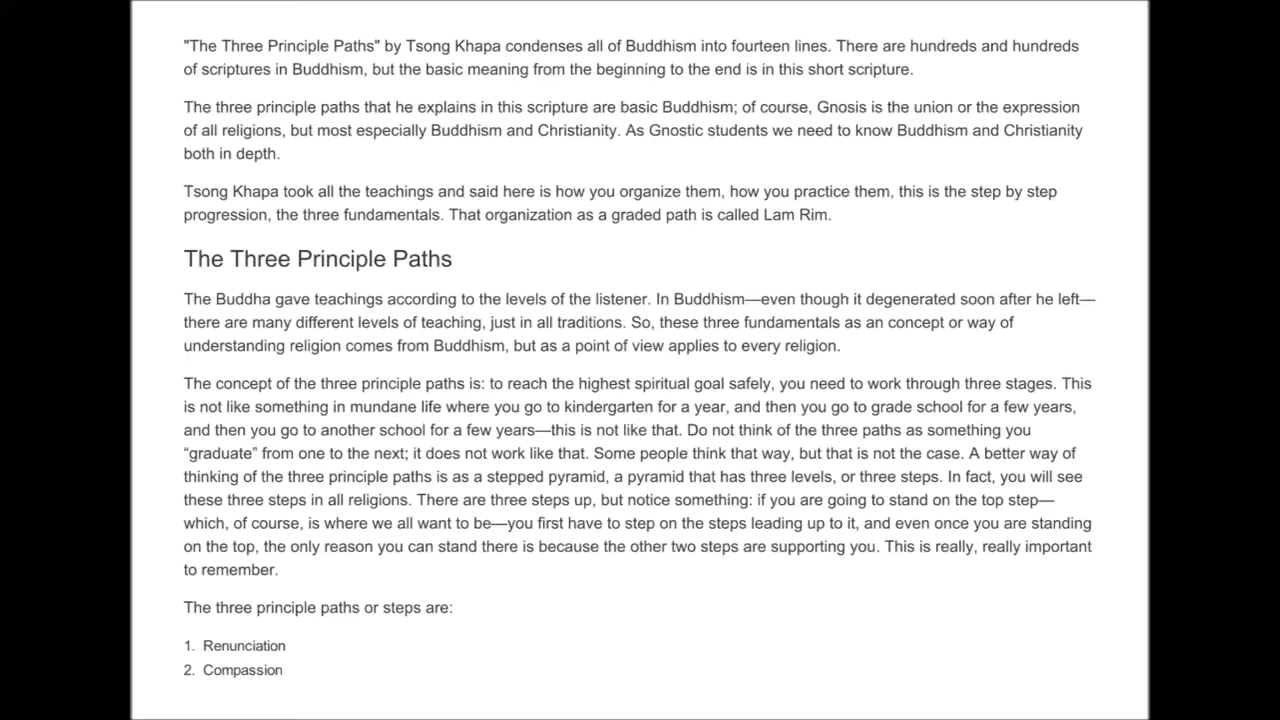 "The Three Principle Paths" by Tsong Khapa condenses all of Buddhism into fourteen lines. There are hundreds and hundreds
of scriptures in Buddhism, but the basic meaning from the beginning to the end is in this short scripture.
The three principle paths that he explains in this scripture are basic Buddhism; of course, Gnosis is the union or the expression
of all religions, but most especially Buddhism and Christianity. As Gnostic students we need to know Buddhism and Christianity
both in depth.
Tsong Khapa took all the teachings and said here is how you organize them, how you practice them, this is the step by step
progression, the three fundamentals. That organization as a graded path is called Lam Rim.
The Three Principle Paths
The Buddha gave teachings according to the levels of the listener. In Buddhism—even though it degenerated soon after he left—
there are many different levels of teaching, just in all traditions. So, these three fundamentals as an concept or way of
understanding religion comes from Buddhism, but as a point of view applies to every religion.
The concept of the three principle paths is: to reach the highest spiritual goal safely, you need to work through three stages. This
is not like something in mundane life where you go to kindergarten for a year, and then you go to grade school for a few years,
and then you go to another school for a few years—this is not like that. Do not think of the three paths as something you
“graduate” from one to the next; it does not work like that. Some people think that way, but that is not the case. A better way of
thinking of the three principle paths is as a stepped pyramid, a pyramid that has three levels, or three steps. In fact, you will see
these three steps in all religions. There are three steps up, but notice something: if you are going to stand on the top step—
which, of course, is where we all want to be—you first have to step on the steps leading up to it, and even once you are standing
on the top, the only reason you can stand there is because the other two steps are supporting you. This is really, really important
to remember.
The three principle paths or steps are:
1. Renunciation
2. Compassion